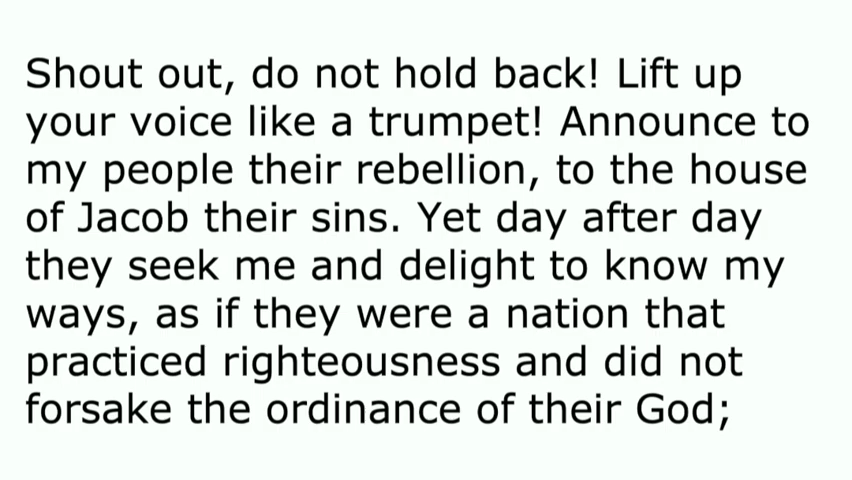 Shout out, do not hold back! Lift up
your voice like a trumpet! Announce to
my people their rebellion, to the house
of Jacob their sins. Yet day after day
they seek me and delight to know my
ways, as if they were a nation that
practiced righteousness and did not
forsake the ordinance of their God;